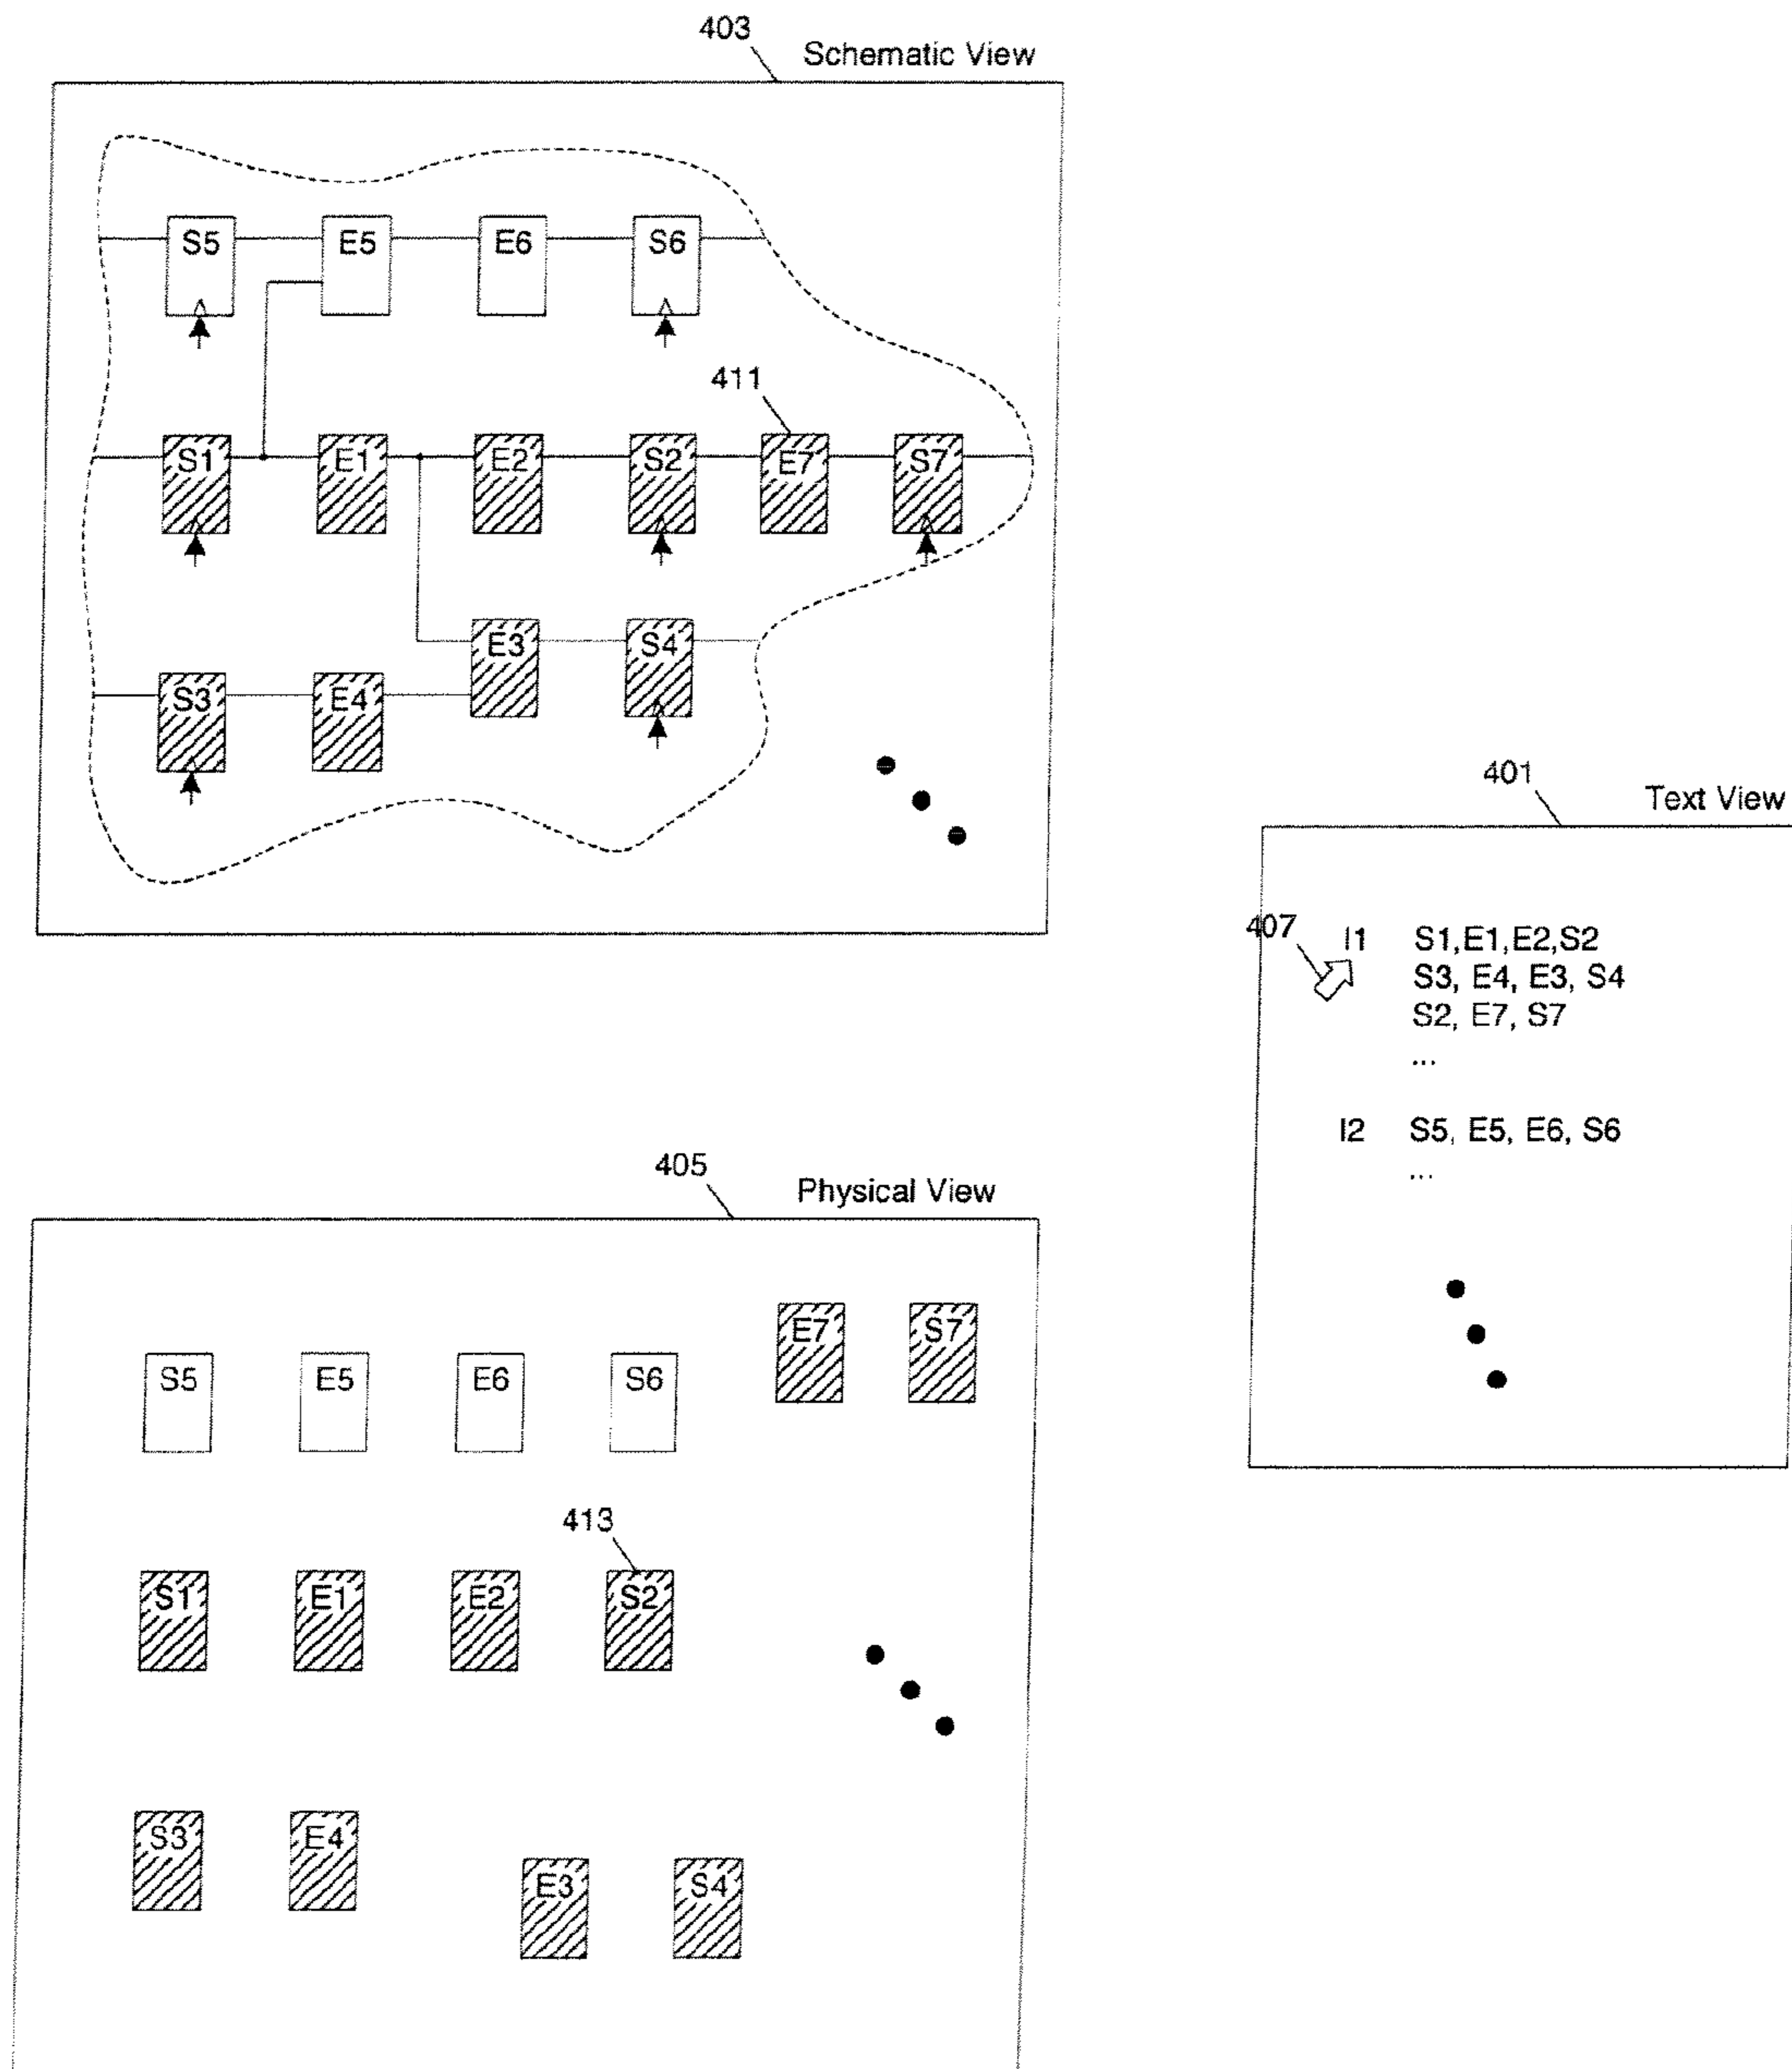 403
Schematic View
S5 E5 E6 S6
411
S1 E1 E2 S2 E7 S7
E3 S4
S3 E4
401
Text View
407
I1 S1,E1,E2,S2
S3, E4, E3, S4
S2, E7, S7
...
I2 S5, E5, E6, S6
...
405
Physical View
E7 S7
S5 E5 E6 S6
413
S1 E1 E2 S2
S3 E4
E3 S4